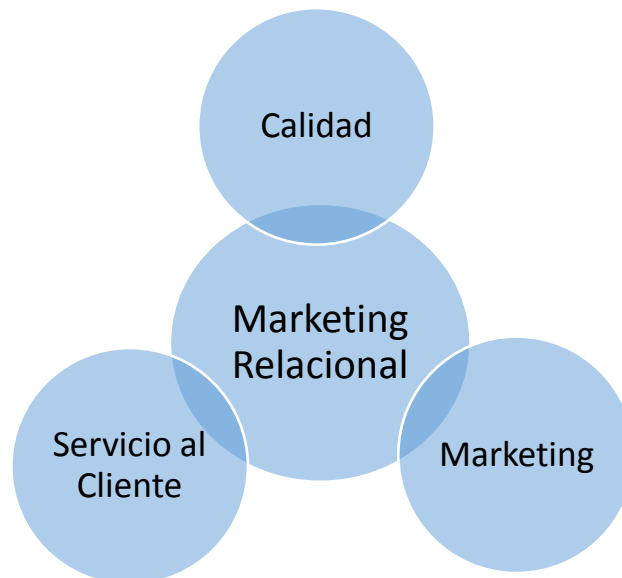 Calidad
Marketing
Relacional
Servicio al
Cliente
Marketing